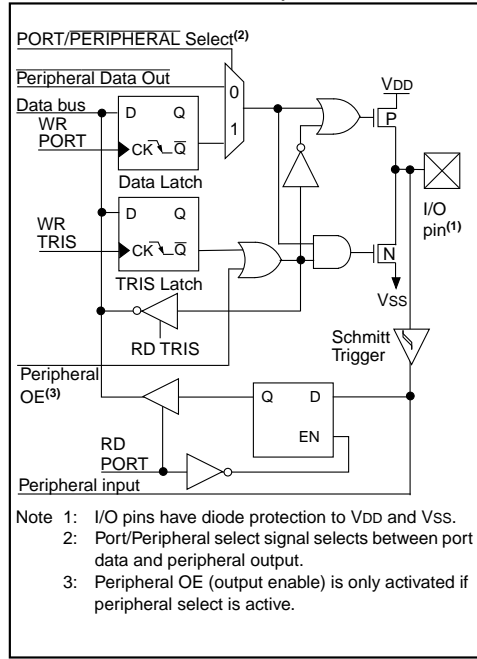 PORT/PERIPHERAL Select(2)
Peripheral Data Out
Data bus
WR
PORT
D Q
CK Q
Data Latch
0
1
VDD
P
I/O
pin(1)
WR
TRIS
D Q
CK Q
TRIS Latch
N
VSS
RD TRIS
Schmitt
Trigger
Peripheral
OE(3)
Q D
EN
RD
PORT
Peripheral input
Note 1: I/O pins have diode protection to VDD and VSS.
2: Port/Peripheral select signal selects between port
data and peripheral output.
3: Peripheral OE (output enable) is only activated if
peripheral select is active.